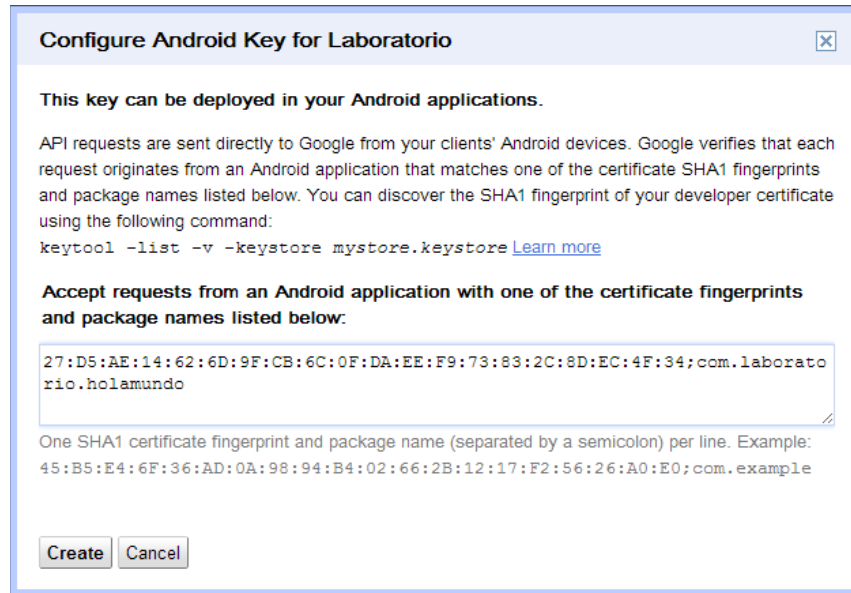 Configure Android Key for Laboratorio
This key can be deployed in your Android applications.
API requests are sent directly to Google from your clients' Android devices. Google verifies that each
request originates from an Android application that matches one of the certificate SHA1 fingerprints
and package names listed below. You can discover the SHA1 fingerprint of your developer certificate
using the following command:
keytool -list -v -keystore mystore.keystore Learn more
Accept requests from an Android application with one of the certificate fingerprints
and package names listed below:
27:D5:AE:14:62:6D:9F:CB:6C:0F:DA:EE:F9:73:83:2C:8D:EC:4F:34;com.laborato
rio.holamundo
One SHA1 certificate fingerprint and package name (separated by a semicolon) per line. Example:
45:B5:E4:6F:36:AD:0A:98:94:B4:02:66:2B:12:17:F2:56:26:A0:E0;com.example
Create Cancel